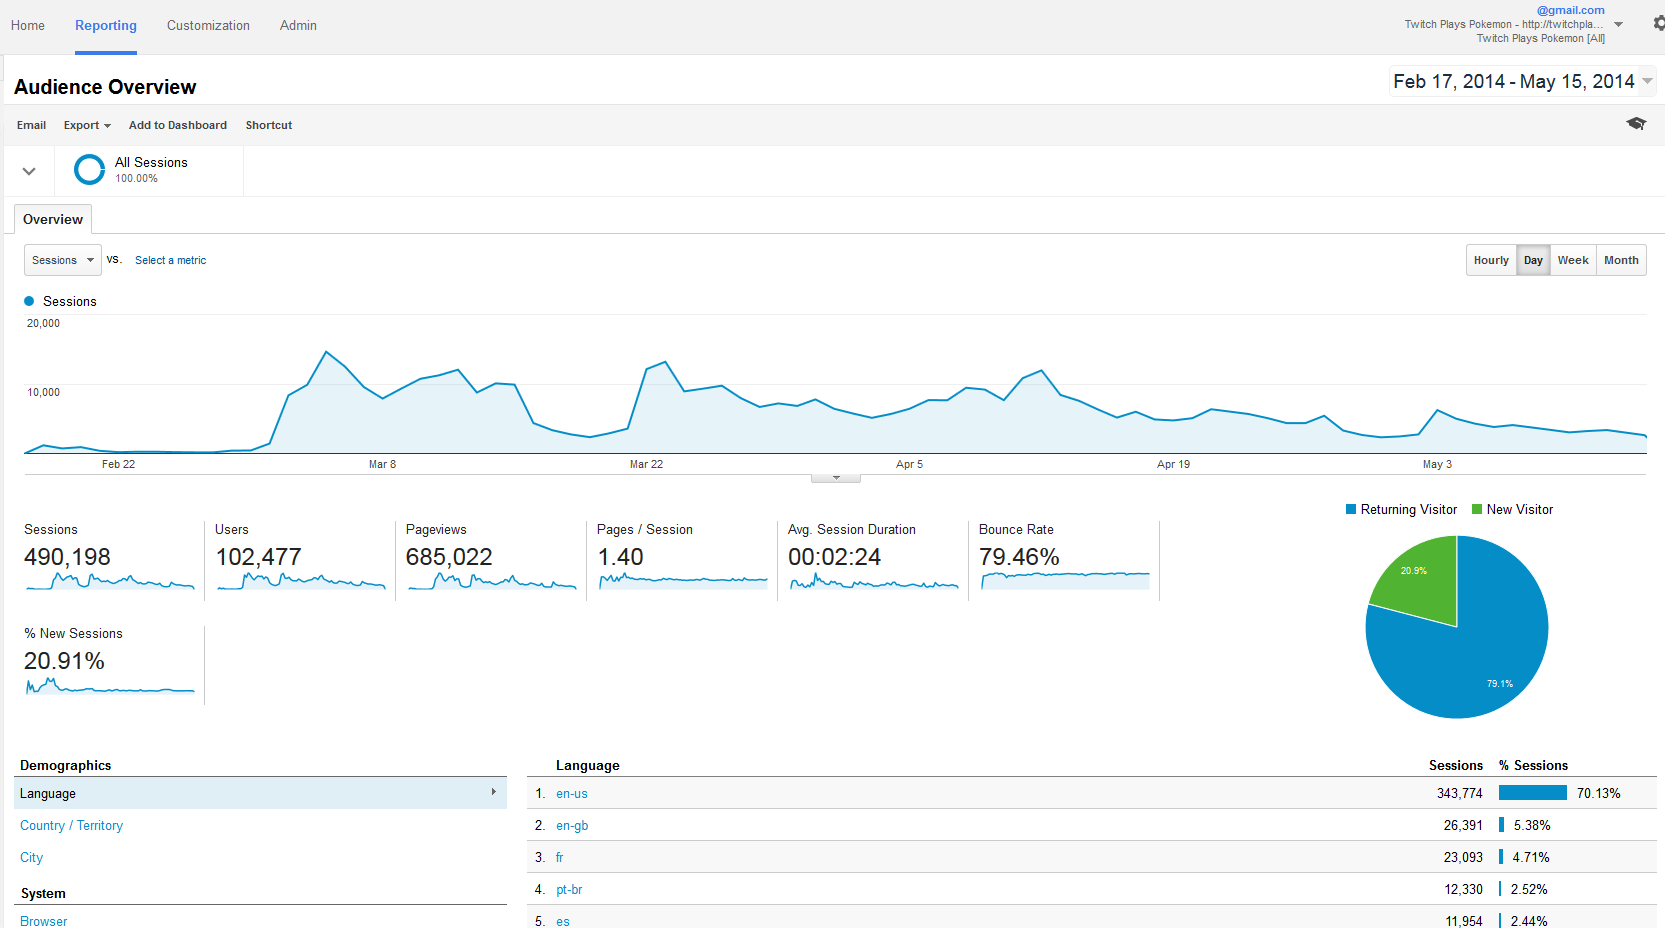 Home Reporting Customization Admin
@gmail.com
Twitch Plays Pokemon - http://twitchpla...
Twitch Plays Pokemon [All]
Audience Overview
Feb 17, 2014 - May 15, 2014
Email Export Add to Dashboard Shortcut
All Sessions
100.00%
Overview
Sessions vs. Select a metric
Hourly Day Week Month
Sessions
20,000
10,000
Feb 22 Mar 8 Mar 22 Apr 5 Apr 19 May 3
Returning Visitor New Visitor
Sessions Users Pageviews Pages / Session Avg. Session Duration Bounce Rate
490,198 102,477 685,022 1.40 00:02:24 79.46%
20.9%
79.1%
% New Sessions
20.91%
Demographics
Language
Country / Territory
City
System
Browser
Language Sessions % Sessions
1. en-us 343,774 70.13%
2. en-gb 26,391 5.38%
3. fr 23,093 4.71%
4. pt-br 12,330 2.52%
5. es 11,954 2.44%